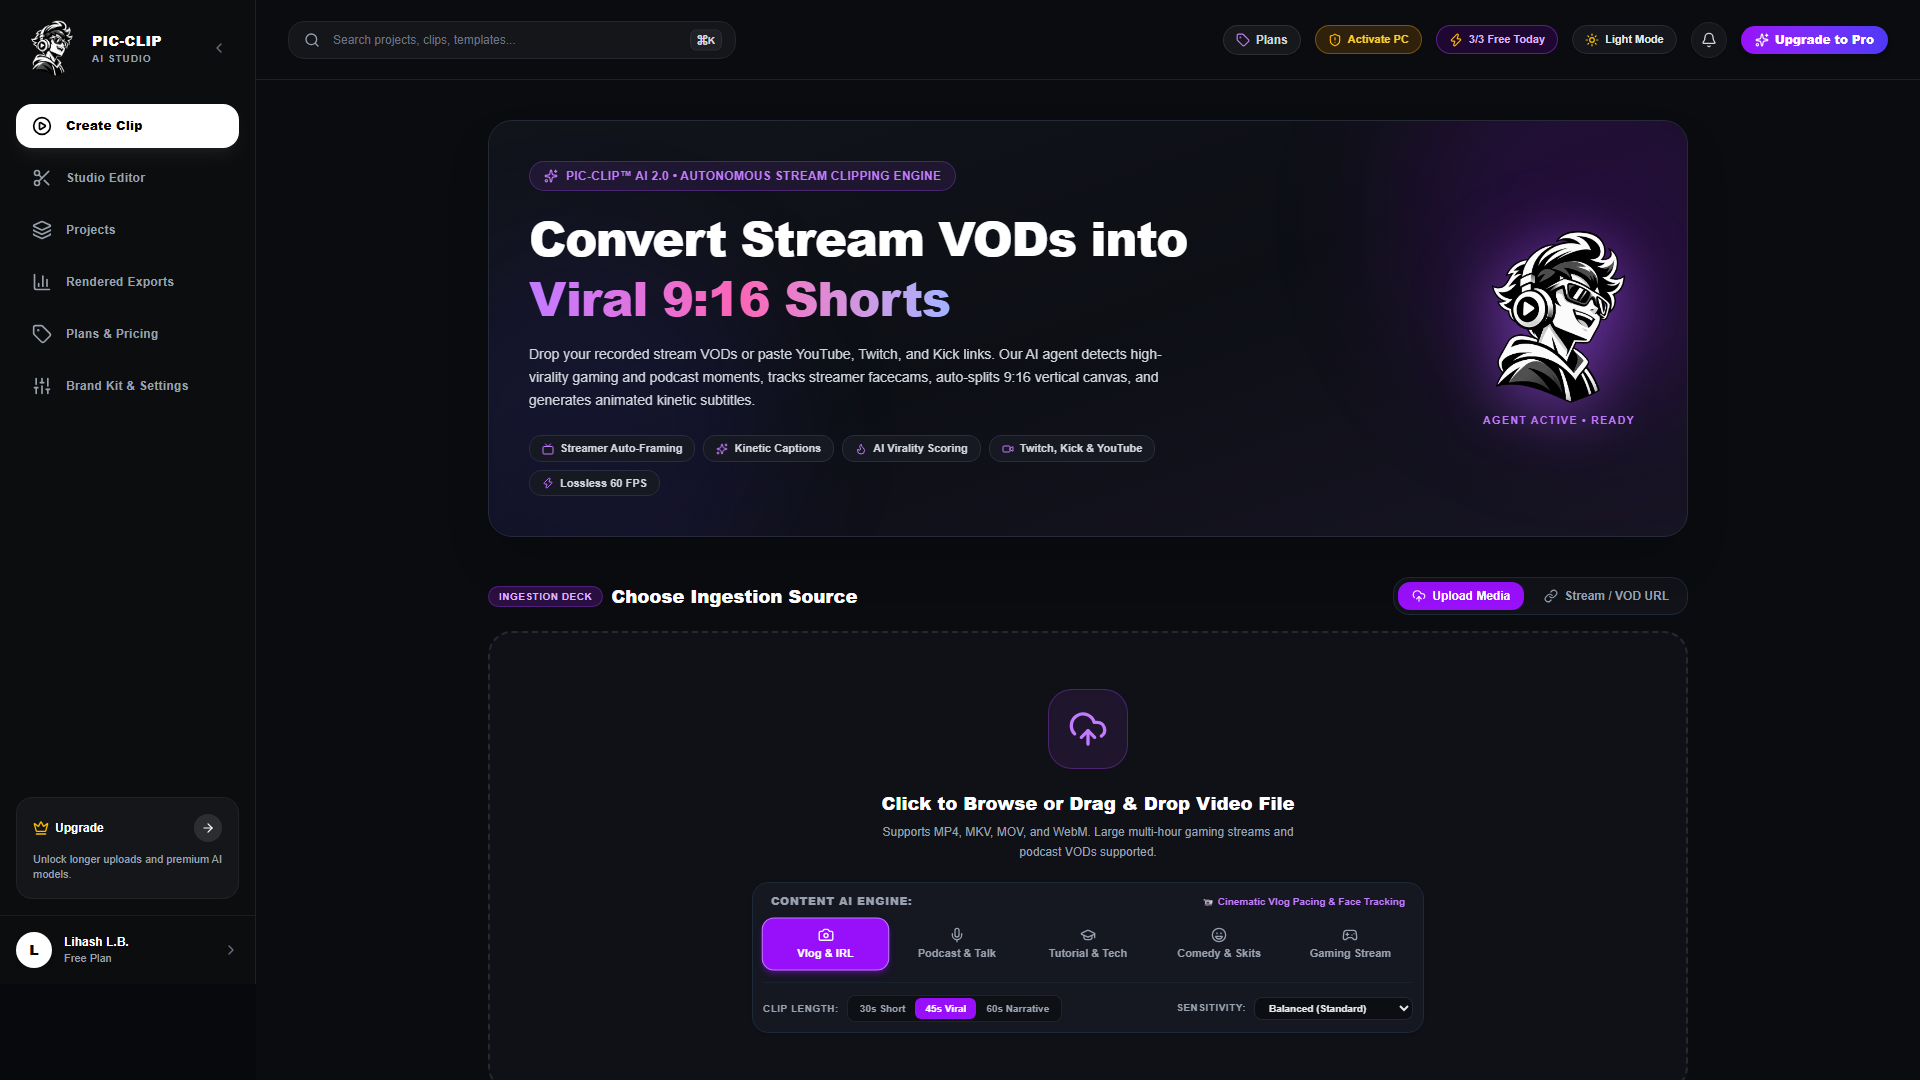 PIC-CLIP
AI STUDIO
Search projects, clips, templates...
⌘K
Plans
Activate PC
3/3 Free Today
Light Mode
Upgrade to Pro
Create Clip
Studio Editor
Projects
Rendered Exports
Plans & Pricing
Brand Kit & Settings
Upgrade
Unlock longer uploads and premium AI
models.
L
Lihash L.B.
Free Plan
PIC-CLIP™ AI 2.0 • AUTONOMOUS STREAM CLIPPING ENGINE
Convert Stream VODs into
Viral 9:16 Shorts
Drop your recorded stream VODs or paste YouTube, Twitch, and Kick links. Our AI agent detects high-
virality gaming and podcast moments, tracks streamer facecams, auto-splits 9:16 vertical canvas, and
generates animated kinetic subtitles.
Streamer Auto-Framing
Kinetic Captions
AI Virality Scoring
Twitch, Kick & YouTube
Lossless 60 FPS
AGENT ACTIVE • READY
INGESTION DECK
Choose Ingestion Source
Upload Media
Stream / VOD URL
Click to Browse or Drag & Drop Video File
Supports MP4, MKV, MOV, and WebM. Large multi-hour gaming streams and
podcast VODs supported.
CONTENT AI ENGINE:
Cinematic Vlog Pacing & Face Tracking
Vlog & IRL
Podcast & Talk
Tutorial & Tech
Comedy & Skits
Gaming Stream
CLIP LENGTH:
30s Short
45s Viral
60s Narrative
SENSITIVITY:
Balanced (Standard)